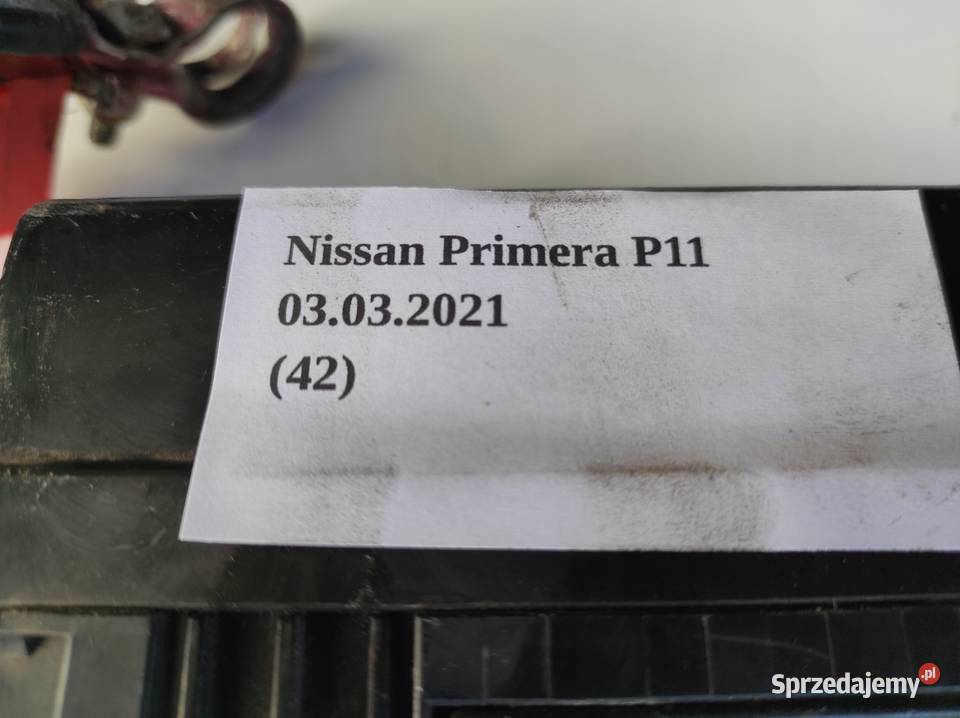 Nissan Primera P11
03.03.2021
(42)
Sprzedajemy.pl